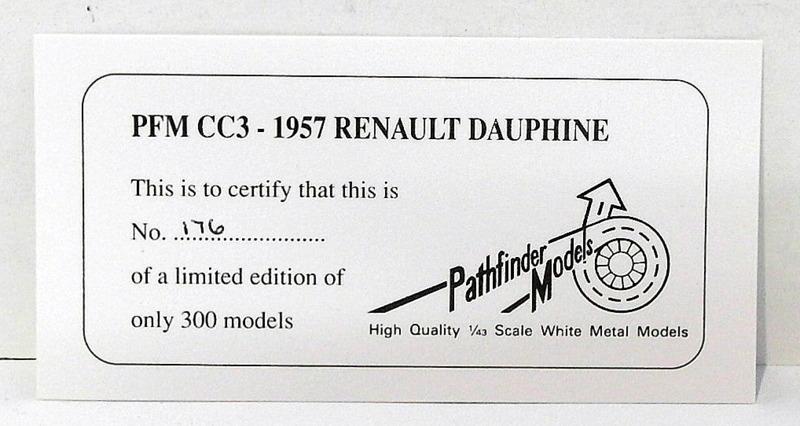 PFM CC3 - 1957 RENAULT DAUPHINE
This is to certify that this is
No. 176
of a limited edition of
only 300 models
Pathfinder
Models
High Quality 1/43 Scale White Metal Models